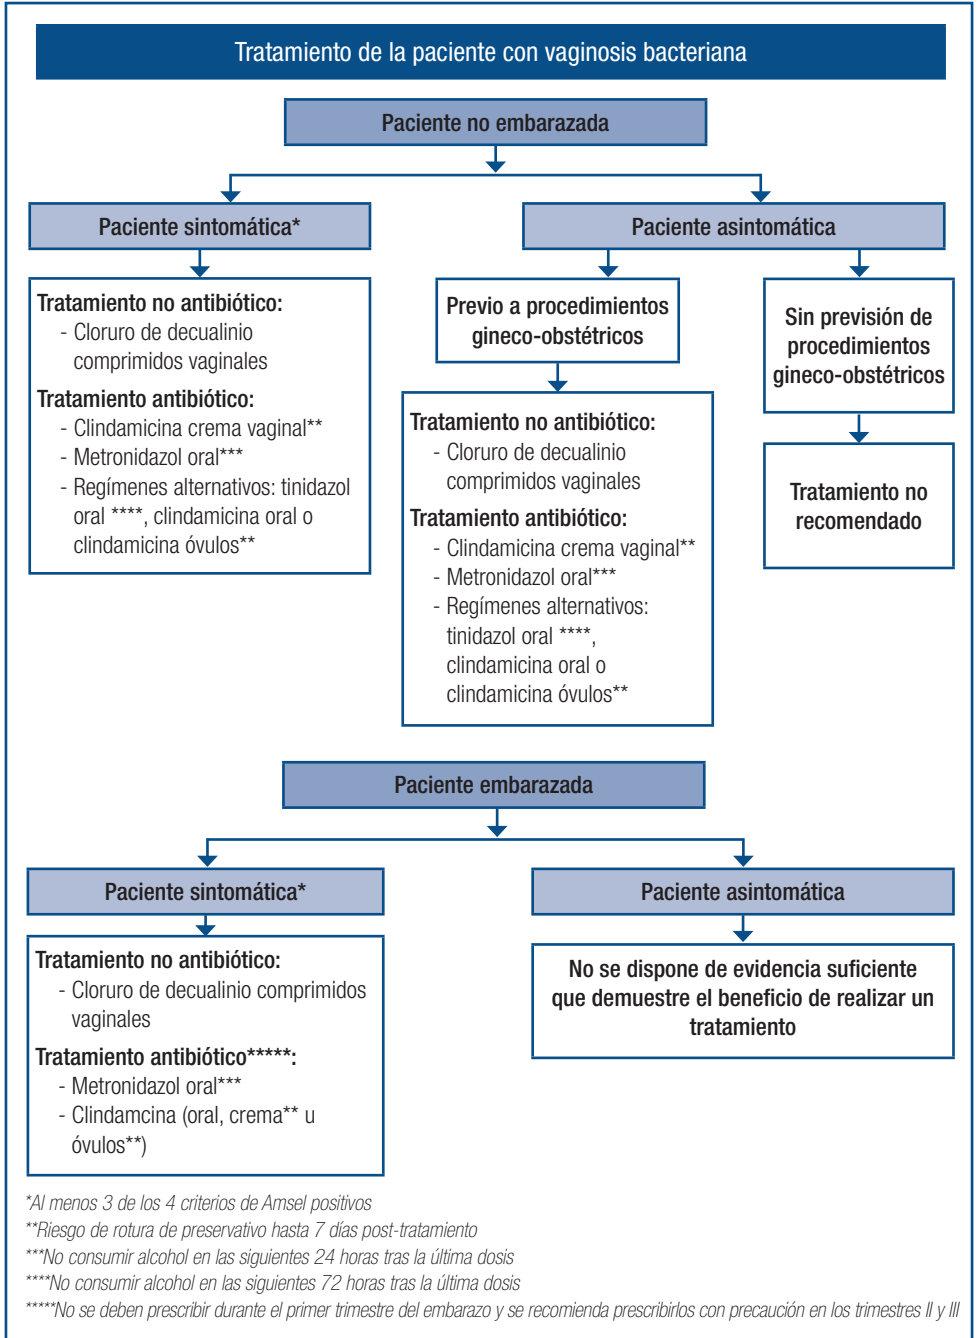 Tratamiento de la paciente con vaginosis bacteriana
Paciente no embarazada
Paciente sintomática*
Tratamiento no antibiótico:
- Cloruro de decualinio
comprimidos vaginales
Tratamiento antibiótico:
- Clindamicina crema vaginal**
- Metronidazol oral***
- Regímenes alternativos: tinidazol
oral ****, clindamicina oral o
clindamicina óvulos**
Paciente asintomática
Previo a procedimientos
gineco-obstétricos
Tratamiento no antibiótico:
- Cloruro de decualinio
comprimidos vaginales
Tratamiento antibiótico:
- Clindamicina crema vaginal**
- Metronidazol oral***
- Regímenes alternativos:
tinidazol oral ****,
clindamicina oral o
clindamicina óvulos**
Sin previsión de
procedimientos
gineco-obstétricos
Tratamiento no
recomendado
Paciente embarazada
Paciente sintomática*
Tratamiento no antibiótico:
- Cloruro de decualinio comprimidos
vaginales
Tratamiento antibiótico*****:
- Metronidazol oral***
- Clindamcina (oral, crema** u
óvulos**)
Paciente asintomática
No se dispone de evidencia suficiente
que demuestre el beneficio de realizar un
tratamiento
*Al menos 3 de los 4 criterios de Amsel positivos
**Riesgo de rotura de preservativo hasta 7 días post-tratamiento
***No consumir alcohol en las siguientes 24 horas tras la última dosis
****No consumir alcohol en las siguientes 72 horas tras la última dosis
*****No se deben prescribir durante el primer trimestre del embarazo y se recomienda prescribirlos con precaución en los trimestres II y III